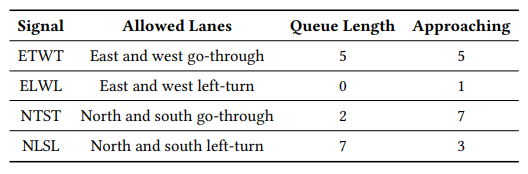 Signal Allowed Lanes Queue Length Approaching
ETWT East and west go-through 5 5
ELWL East and west left-turn 0 1
NTST North and south go-through 2 7
NLSL North and south left-turn 7 3